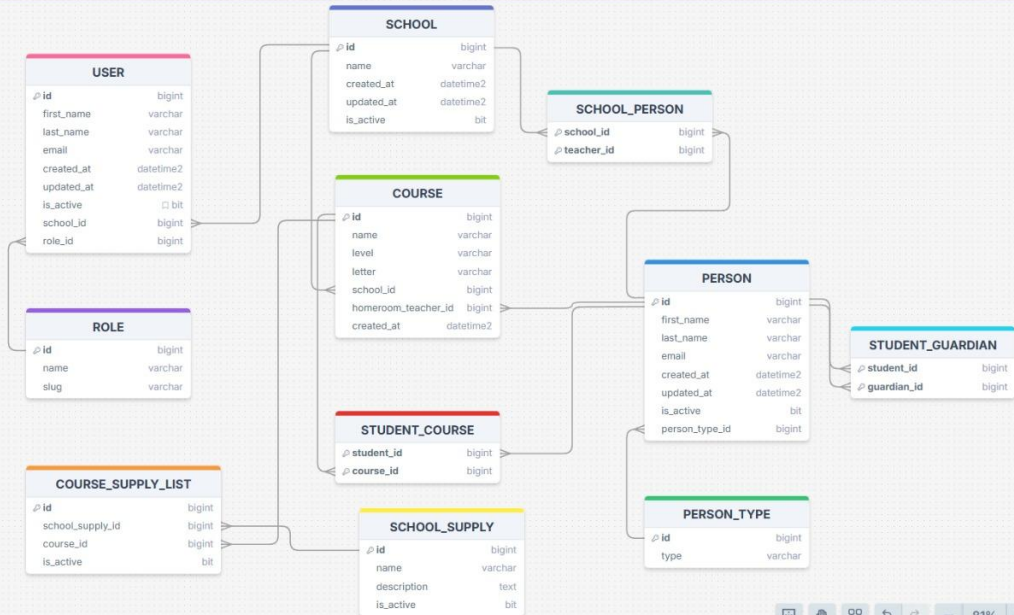 USER
id bigint
first_name varchar
last_name varchar
email varchar
created_at datetime2
updated_at datetime2
is_active bit
school_id bigint
role_id bigint
ROLE
id bigint
name varchar
slug varchar
COURSE_SUPPLY_LIST
id bigint
school_supply_id bigint
course_id bigint
is_active bit
SCHOOL
id bigint
name varchar
created_at datetime2
updated_at datetime2
is_active bit
COURSE
id bigint
name varchar
level varchar
letter varchar
school_id bigint
homeroom_teacher_id bigint
created_at datetime2
STUDENT_COURSE
student_id bigint
course_id bigint
SCHOOL_SUPPLY
id bigint
name varchar
description text
is_active bit
SCHOOL_PERSON
school_id bigint
teacher_id bigint
PERSON
id bigint
first_name varchar
last_name varchar
email varchar
created_at datetime2
updated_at datetime2
is_active bit
person_type_id bigint
PERSON_TYPE
id bigint
type varchar
STUDENT_GUARDIAN
student_id bigint
guardian_id bigint